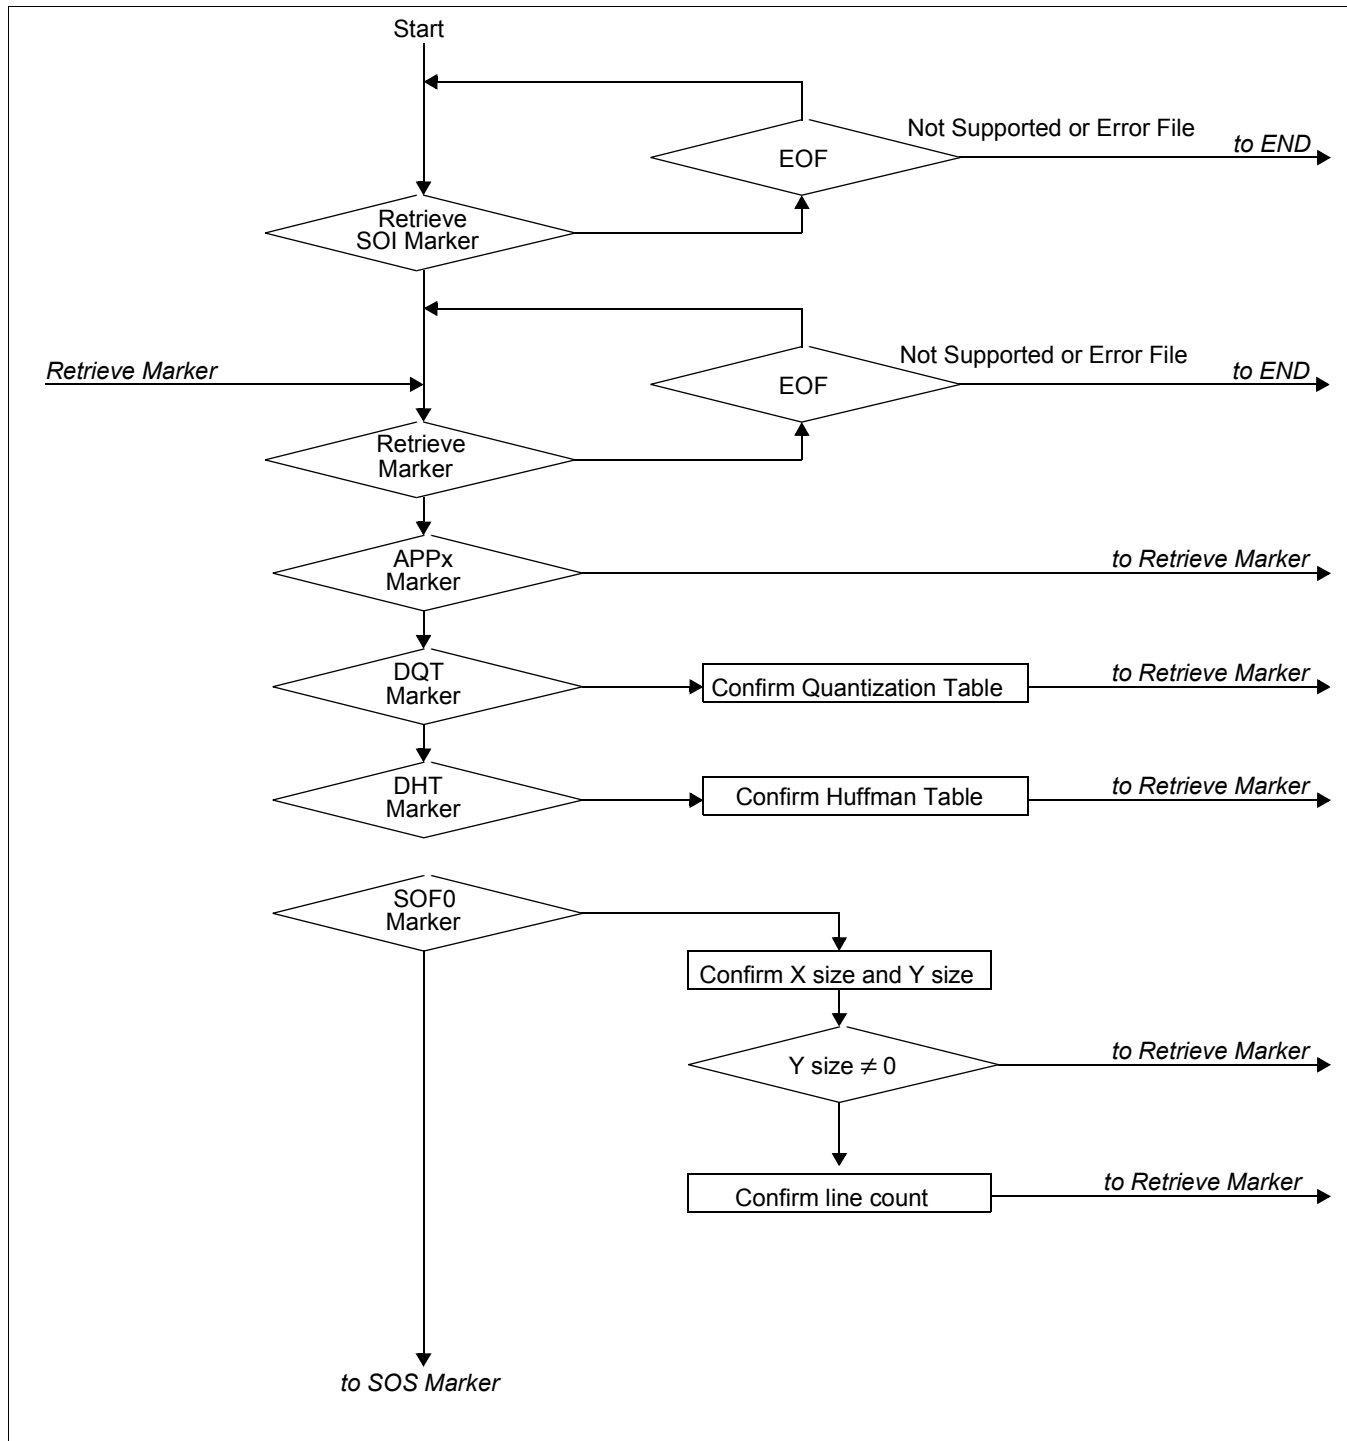 Start
Not Supported or Error File
to END
EOF
Retrieve
SOI Marker
Not Supported or Error File
to END
Retrieve Marker
EOF
Retrieve
Marker
APPx
Marker
to Retrieve Marker
DQT
Marker
Confirm Quantization Table
to Retrieve Marker
DHT
Marker
Confirm Huffman Table
to Retrieve Marker
SOF0
Marker
Confirm X size and Y size
Y size ≠ 0
to Retrieve Marker
Confirm line count
to Retrieve Marker
to SOS Marker